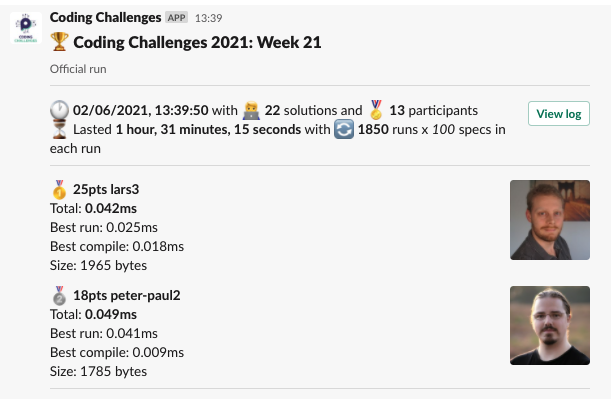 Coding Challenges APP 13:39
🏆 Coding Challenges 2021: Week 21
Official run
🕐 02/06/2021, 13:39:50 with 👨‍💻 22 solutions and 🏅 13 participants
View log
⏳ Lasted 1 hour, 31 minutes, 15 seconds with 🔄 1850 runs x 100 specs in
each run
🥇 25pts lars3
Total: 0.042ms
Best run: 0.025ms
Best compile: 0.018ms
Size: 1965 bytes
🥈 18pts peter-paul2
Total: 0.049ms
Best run: 0.041ms
Best compile: 0.009ms
Size: 1785 bytes